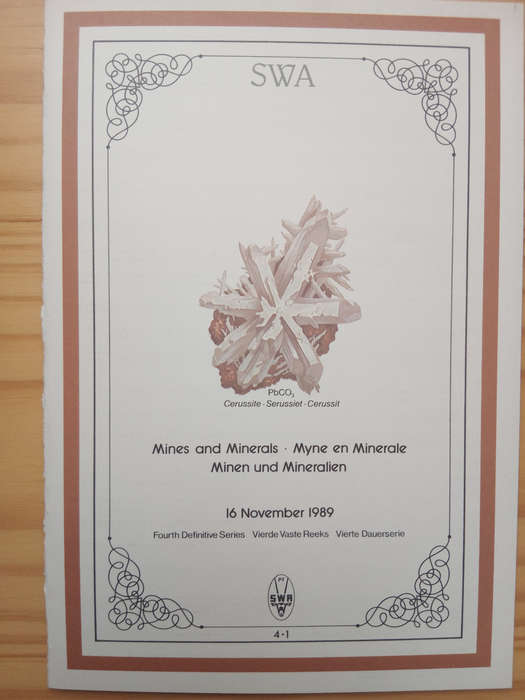 SWA
PbCO₃
Cerussite - Serussiet - Cerussit
Mines and Minerals · Myne en Minerale
Minen und Mineralien
16 November 1989
Fourth Definitive Series Vierde Vaste Reeks Vierte Dauerserie
PT
SWA
4-1